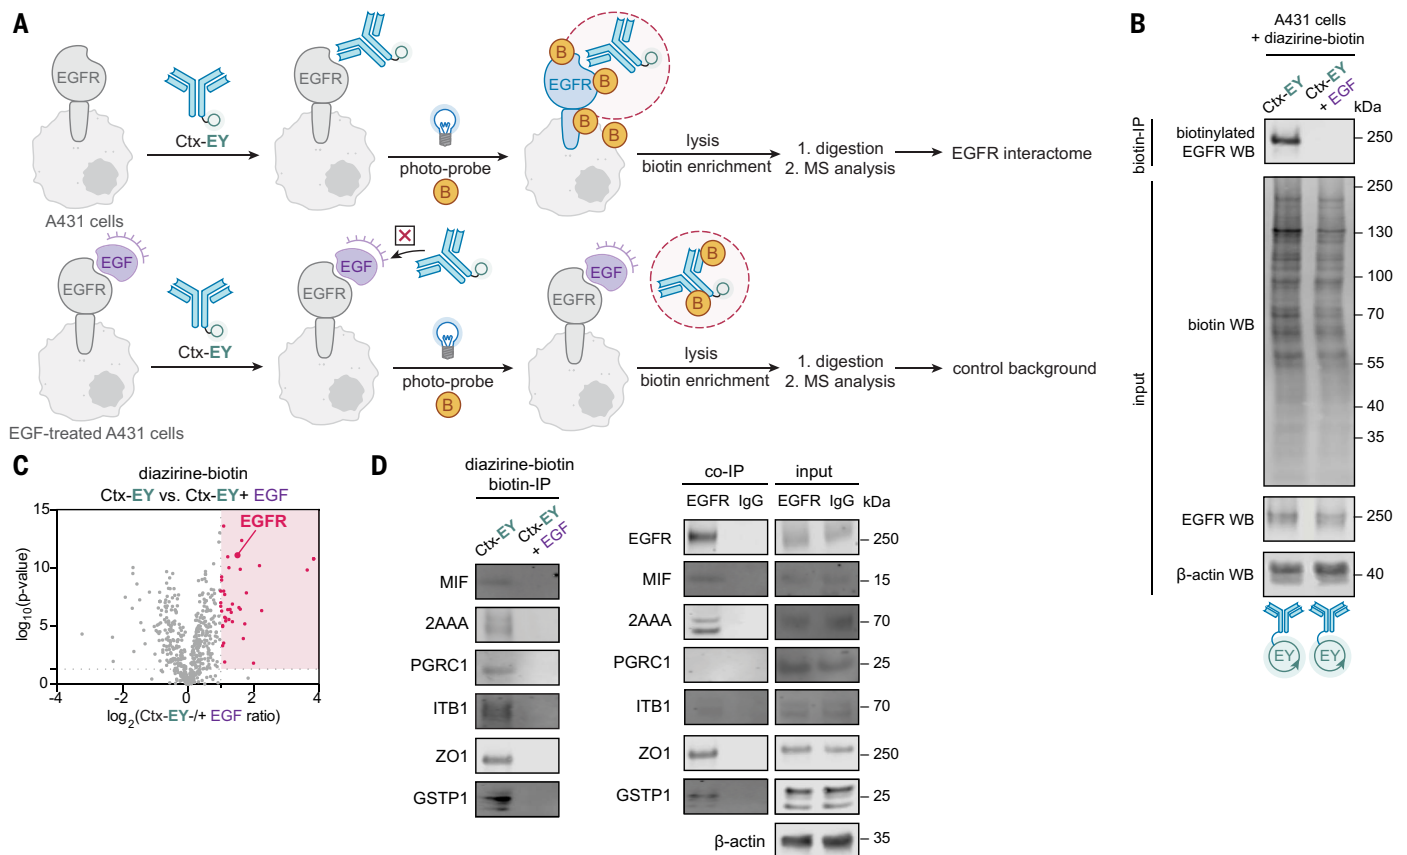 A
EGFR
Ctx-EY
A431 cells
EGFR
photo-probe
B
B
EGFR
B
B
B
lysis
biotin enrichment
1. digestion
2. MS analysis
EGFR interactome
EGF
EGFR
Ctx-EY
EGF-treated A431 cells
EGF
EGFR
photo-probe
B
EGF
EGFR
B
B
lysis
biotin enrichment
1. digestion
2. MS analysis
control background
B
A431 cells
+ diazirine-biotin
Ctx-EY
Ctx-EY
+ EGF
kDa
biotin-IP
biotinylated
EGFR WB
250
input
biotin WB
250
130
100
70
55
40
35
EGFR WB
250
β-actin WB
40
EY
EY
C
diazirine-biotin
Ctx-EY vs. Ctx-EY+ EGF
EGFR
15
10
5
0
log10(p-value)
-4
-2
0
2
4
log2(Ctx-EY-/+ EGF ratio)
D
diazirine-biotin
biotin-IP
Ctx-EY
Ctx-EY
+ EGF
MIF
2AAA
PGRC1
ITB1
ZO1
GSTP1
co-IP
input
EGFR
IgG
EGFR
IgG
kDa
EGFR
250
MIF
15
2AAA
70
PGRC1
25
ITB1
70
ZO1
250
GSTP1
25
β-actin
35